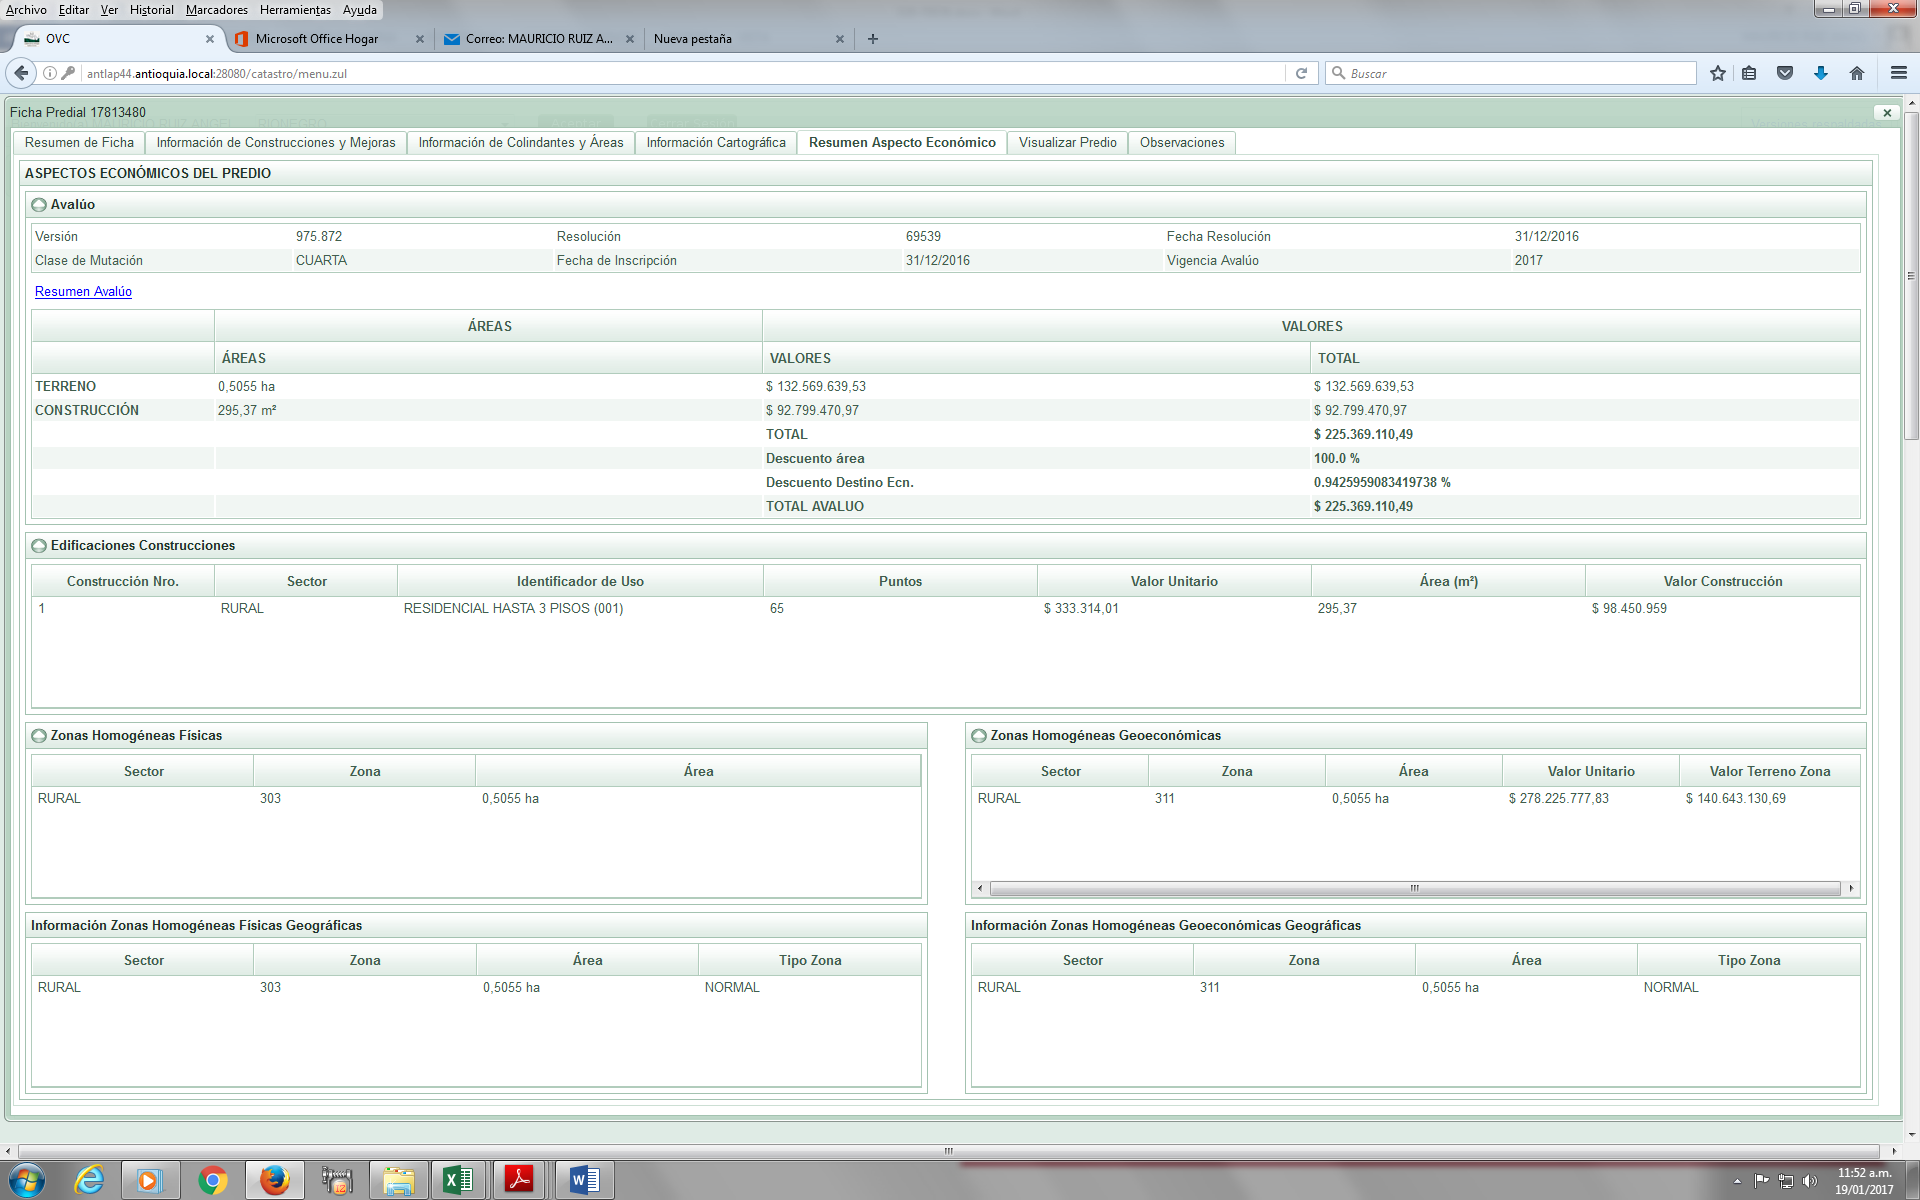 Archivo Editar Ver Historial Marcadores Herramientas Ayuda
OVC Microsoft Office Hogar Correo: MAURICIO RUIZ A... Nueva pestaña
antlap44.antioquia.local:28080/catastro/menu.zul Buscar
Ficha Predial 17813480
Resumen de Ficha Información de Construcciones y Mejoras Información de Colindantes y Áreas Información Cartográfica Resumen Aspecto Económico Visualizar Predio Observaciones
ASPECTOS ECONÓMICOS DEL PREDIO
Avalúo
Versión 975.872 Resolución 69539 Fecha Resolución 31/12/2016
Clase de Mutación CUARTA Fecha de Inscripción 31/12/2016 Vigencia Avalúo 2017
Resumen Avalúo
ÁREAS VALORES
ÁREAS VALORES TOTAL
TERRENO 0,5055 ha $ 132.569.639,53 $ 132.569.639,53
CONSTRUCCIÓN 295,37 m² $ 92.799.470,97 $ 92.799.470,97
TOTAL $ 225.369.110,49
Descuento área 100.0 %
Descuento Destino Ecn. 0.9425959083419738 %
TOTAL AVALUO $ 225.369.110,49
Edificaciones Construcciones
Construcción Nro. Sector Identificador de Uso Puntos Valor Unitario Área (m²) Valor Construcción
1 RURAL RESIDENCIAL HASTA 3 PISOS (001) 65 $ 333.314,01 295,37 $ 98.450.959
Zonas Homogéneas Físicas Zonas Homogéneas Geoeconómicas
Sector Zona Área Sector Zona Área Valor Unitario Valor Terreno Zona
RURAL 303 0,5055 ha RURAL 311 0,5055 ha $ 278.225.777,83 $ 140.643.130,69
Información Zonas Homogéneas Físicas Geográficas Información Zonas Homogéneas Geoeconómicas Geográficas
Sector Zona Área Tipo Zona Sector Zona Área Tipo Zona
RURAL 303 0,5055 ha NORMAL RURAL 311 0,5055 ha NORMAL
11:52 a.m.
19/01/2017